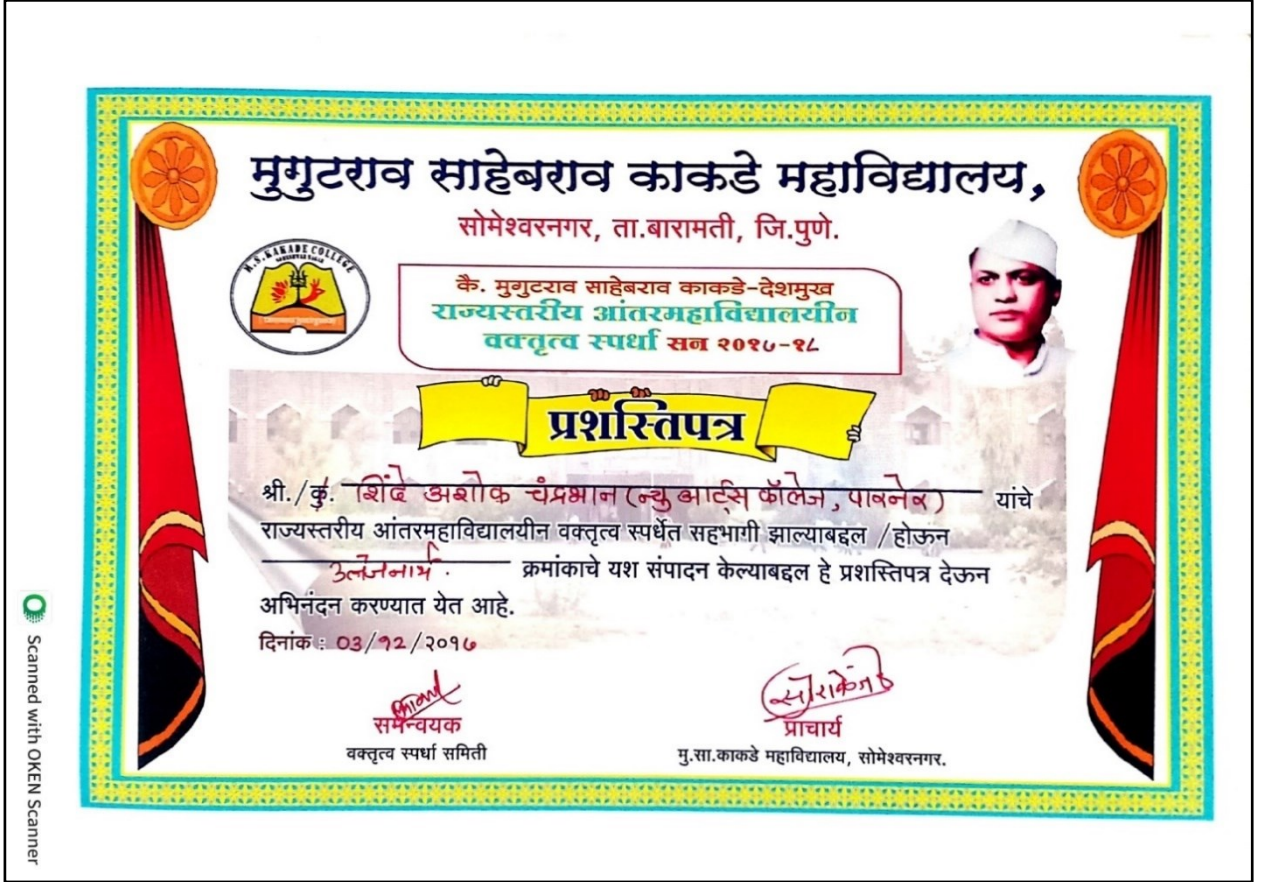 मुगुटराव साहेबराव काकडे महाविद्यालय,
सोमेश्वरनगर, ता.बारामती, जि.पुणे.
M.S.KAKADE COLLEGE
कै. मुगुटराव साहेबराव काकडे-देशमुख
राज्यस्तरीय आंतरमहाविद्यालयीन
वक्तृत्व स्पर्धा सन २०१७-१८
प्रशस्तिपत्र
श्री./कु. शिंदे अशोक चंद्रभान (न्यु आर्ट्स कॉलेज, पारनेर) यांचे
राज्यस्तरीय आंतरमहाविद्यालयीन वक्तृत्व स्पर्धेत सहभागी झाल्याबद्दल /होऊन
उत्तेजनार्थ. क्रमांकाचे यश संपादन केल्याबद्दल हे प्रशस्तिपत्र देऊन
अभिनंदन करण्यात येत आहे.
दिनांक : 03/१2/२०१७
समन्वयक
वक्तृत्व स्पर्धा समिती
प्राचार्य
मु.सा.काकडे महाविद्यालय, सोमेश्वरनगर.
Scanned with OKEN Scanner